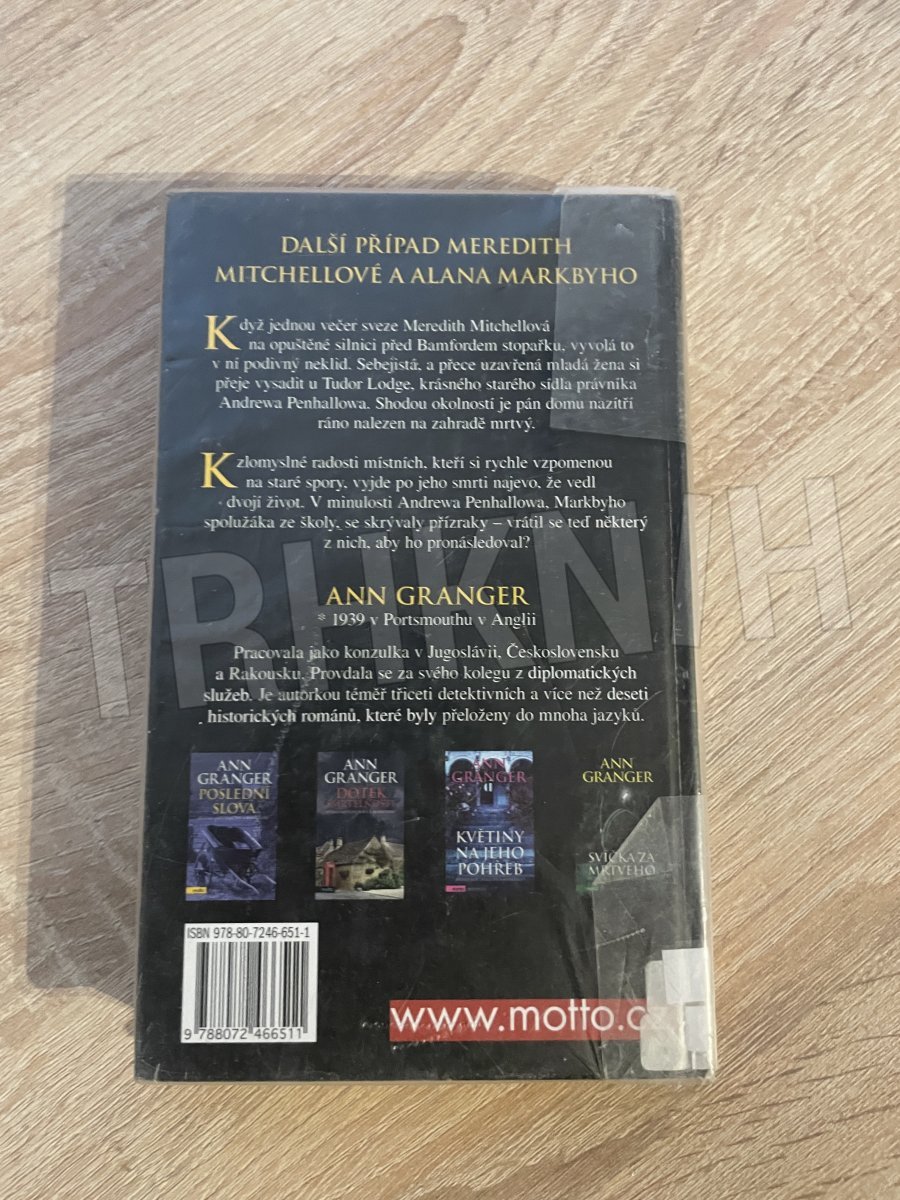 DALŠÍ PŘÍPAD MEREDITH
MITCHELLOVÉ A ALANA MARKBYHO
Když jednou večer sveze Meredith Mitchellová
na opuštěné silnici před Bamfordem stopařku, vyvolá to
v ní podivný neklid. Sebejistá, a přece uzavřená mladá žena si
přeje vysadit u Tudor Lodge, krásného starého sídla právníka
Andrewa Penhallowa. Shodou okolností je pán domu nazítří
ráno nalezen na zahradě mrtvý.
K zlomyslné radosti místních, kteří si rychle vzpomenou
na staré spory, vyjde po jeho smrti najevo, že vedl
dvojí život. V minulosti Andrewa Penhallowa, Markbyho
spolužáka ze školy, se skrývaly přízraky – vrátil se teď některý
z nich, aby ho pronásledoval?
TRHKNIH
ANN GRANGER
* 1939 v Portsmouthu v Anglii
Pracovala jako konzulka v Jugoslávii, Československu
a Rakousku. Provdala se za svého kolegu z diplomatických
služeb. Je autorkou téměř třiceti detektivních a více než deseti
historických románů, které byly přeloženy do mnoha jazyků.
ANN
GRANGER
POSLEDNÍ
SLOVA
ANN
GRANGER
DOTEK
SMRTELNOSTI
ANN
GRANGER
KVĚTINY
NA JEHO
POHŘEB
ANN
GRANGER
SVÍČKA ZA
MRTVÉHO
ISBN 978-80-7246-651-1
9 788072 466511
www.motto.c